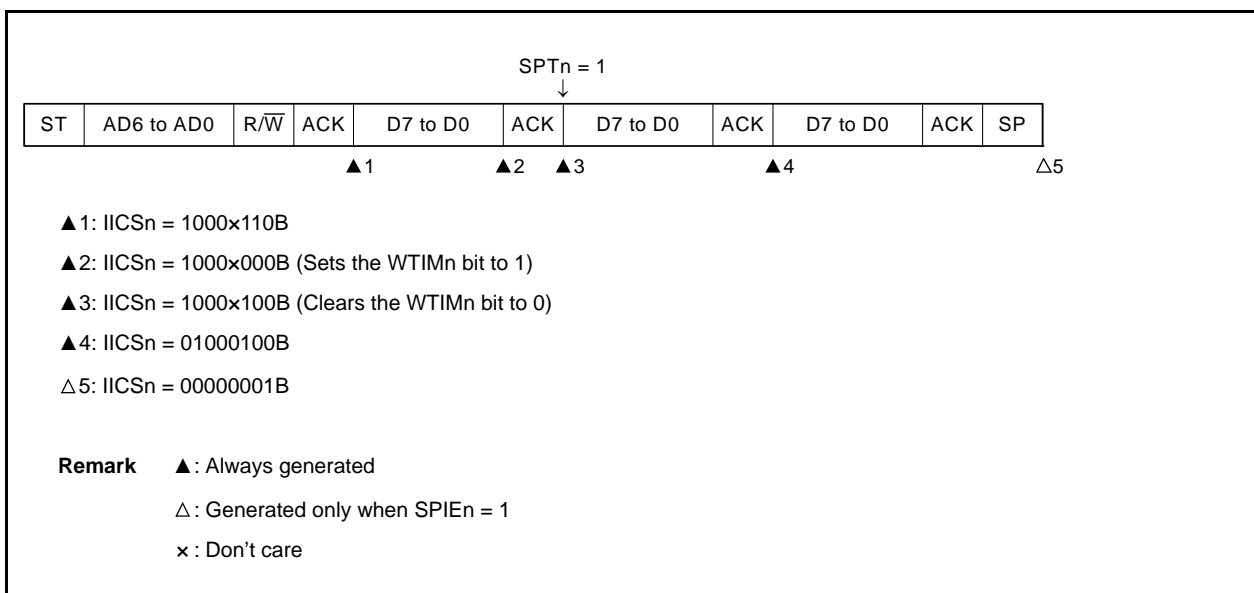 SPTn = 1
↓
ST AD6 to AD0 R/W̅ ACK D7 to D0 ACK D7 to D0 ACK D7 to D0 ACK SP
▲1 ▲2 ▲3 ▲4 △5
▲1: IICSn = 1000×110B
▲2: IICSn = 1000×000B (Sets the WTIMn bit to 1)
▲3: IICSn = 1000×100B (Clears the WTIMn bit to 0)
▲4: IICSn = 01000100B
△5: IICSn = 00000001B
Remark ▲: Always generated
△: Generated only when SPIEn = 1
×: Don't care